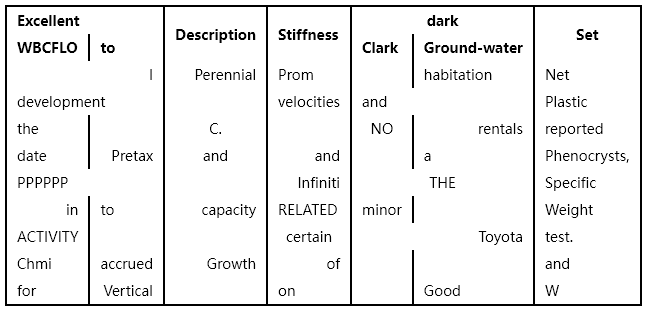 Excellent dark
WBCFLO to Description Stiffness Clark Ground-water Set
l Perennial Prom habitation Net
development velocities and Plastic
the C. NO rentals reported
date Pretax and and a Phenocrysts,
PPPPPP Infiniti THE Specific
in to capacity RELATED minor Weight
ACTIVITY certain Toyota test.
Chmi accrued Growth of and
for Vertical on Good W